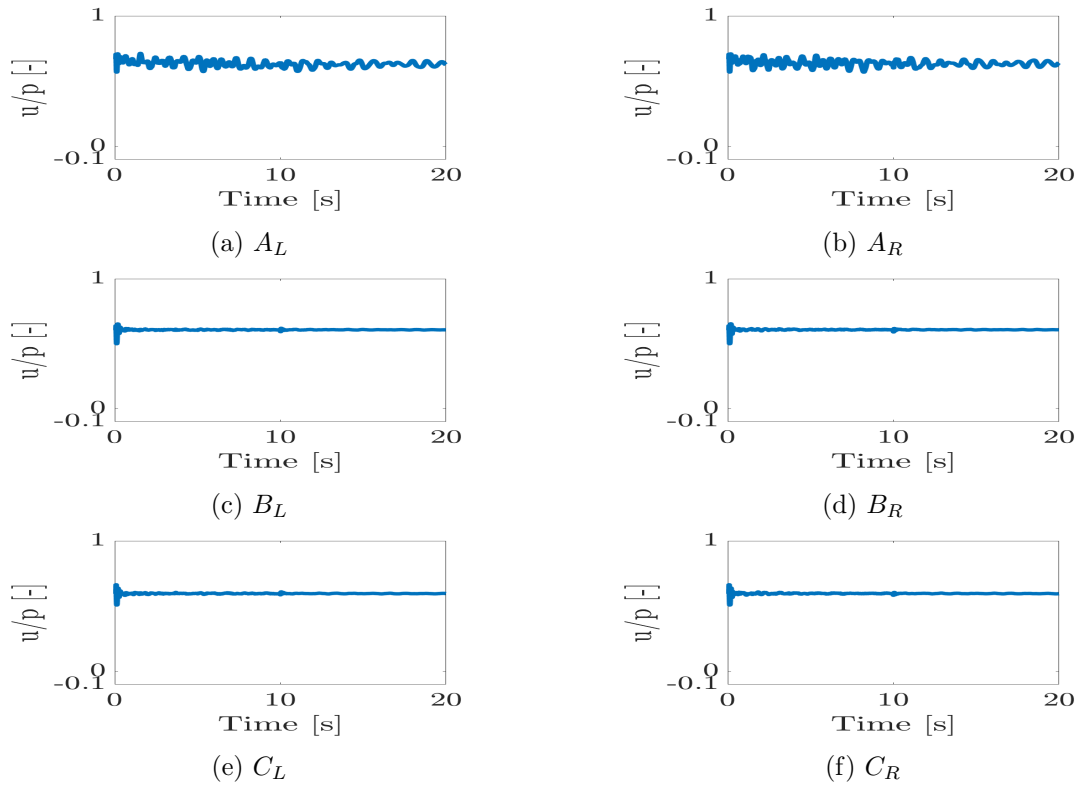 1
u/p [-]
0
-0.1
0 10 20
Time [s]
(a) A_L
1
u/p [-]
0
-0.1
0 10 20
Time [s]
(b) A_R
1
u/p [-]
0
-0.1
0 10 20
Time [s]
(c) B_L
1
u/p [-]
0
-0.1
0 10 20
Time [s]
(d) B_R
1
u/p [-]
0
-0.1
0 10 20
Time [s]
(e) C_L
1
u/p [-]
0
-0.1
0 10 20
Time [s]
(f) C_R